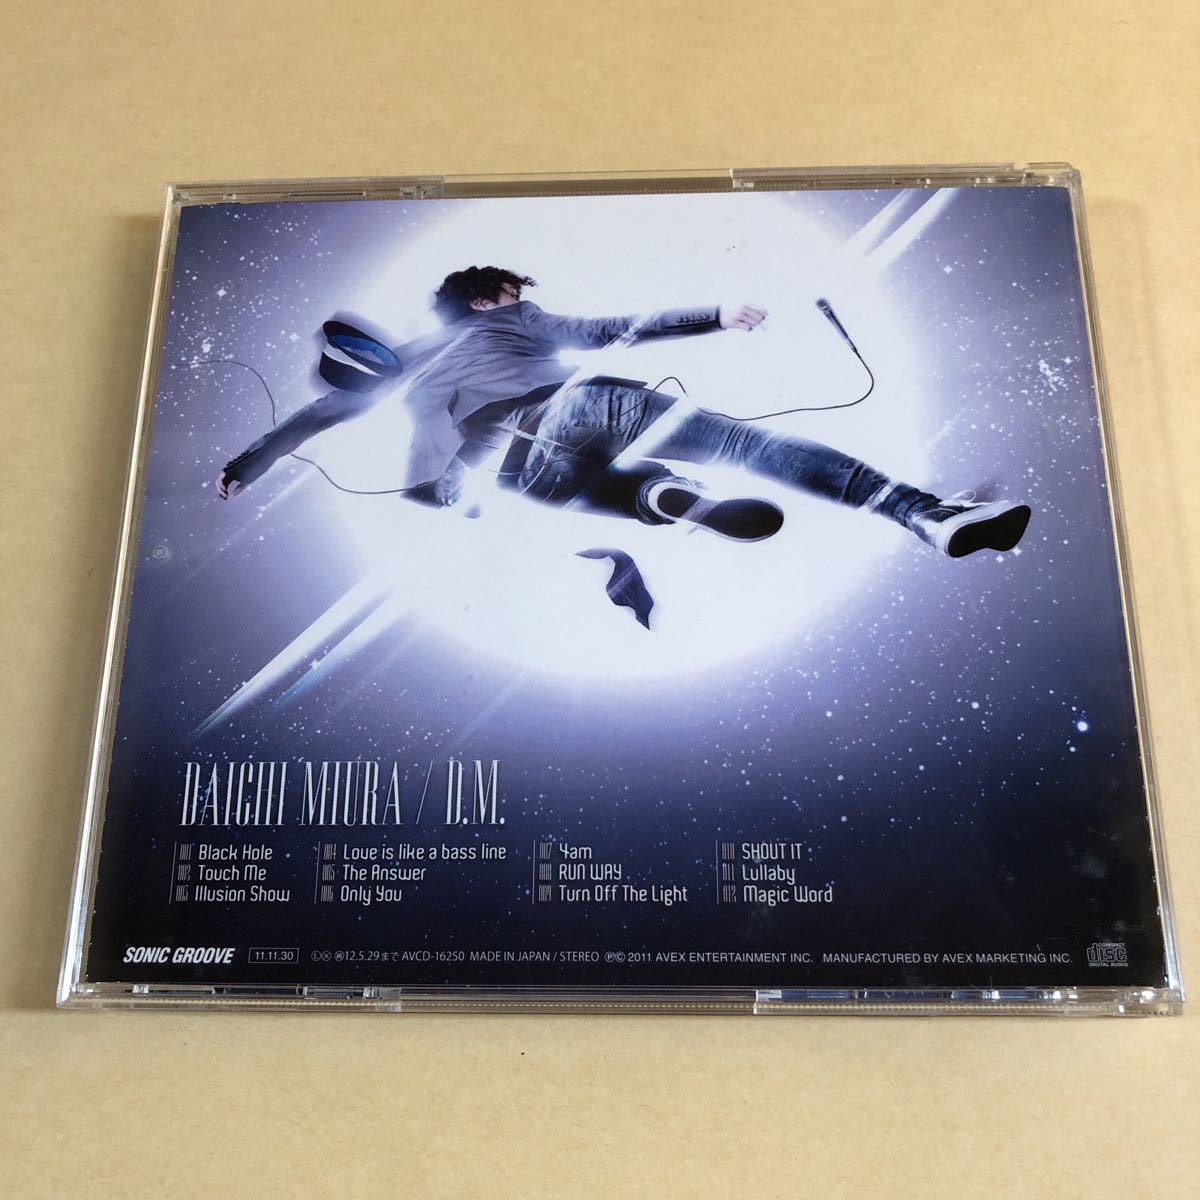 DAICHI MIURA / D.M.
001 Black Hole
002 Touch Me
003 Illusion Show
004 Love is like a bass line
005 The Answer
006 Only You
007 4am
008 RUN WAY
009 Turn Off The Light
010 SHOUT IT
011 Lullaby
012 Magic Word
SONIC GROOVE 11.11.30 Ⓛ Ⓧ ㊢12.5.29まで AVCD-16250 MADE IN JAPAN / STEREO ℗© 2011 AVEX ENTERTAINMENT INC. MANUFACTURED BY AVEX MARKETING INC.
COMPACT
disc
DIGITAL AUDIO